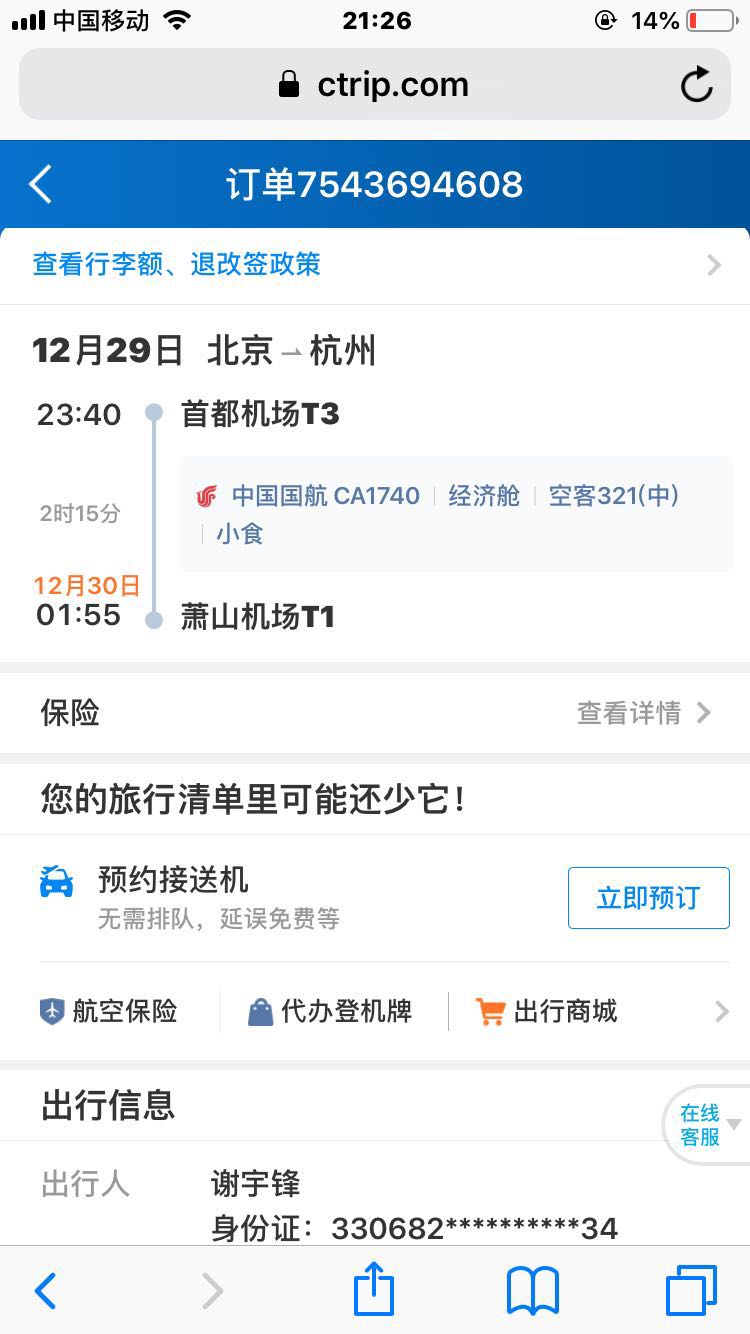 中国移动 21:26 14%
ctrip.com
订单7543694608
查看行李额、退改签政策
12月29日 北京 杭州
23:40 首都机场T3
中国国航 CA1740 经济舱 空客321(中)
2时15分
小食
12月30日
01:55 萧山机场T1
保险 查看详情
您的旅行清单里可能还少它!
预约接送机
无需排队，延误免费等
立即预订
航空保险 代办登机牌 出行商城
出行信息
在线
客服
出行人 谢宇锋
身份证：330682**********34